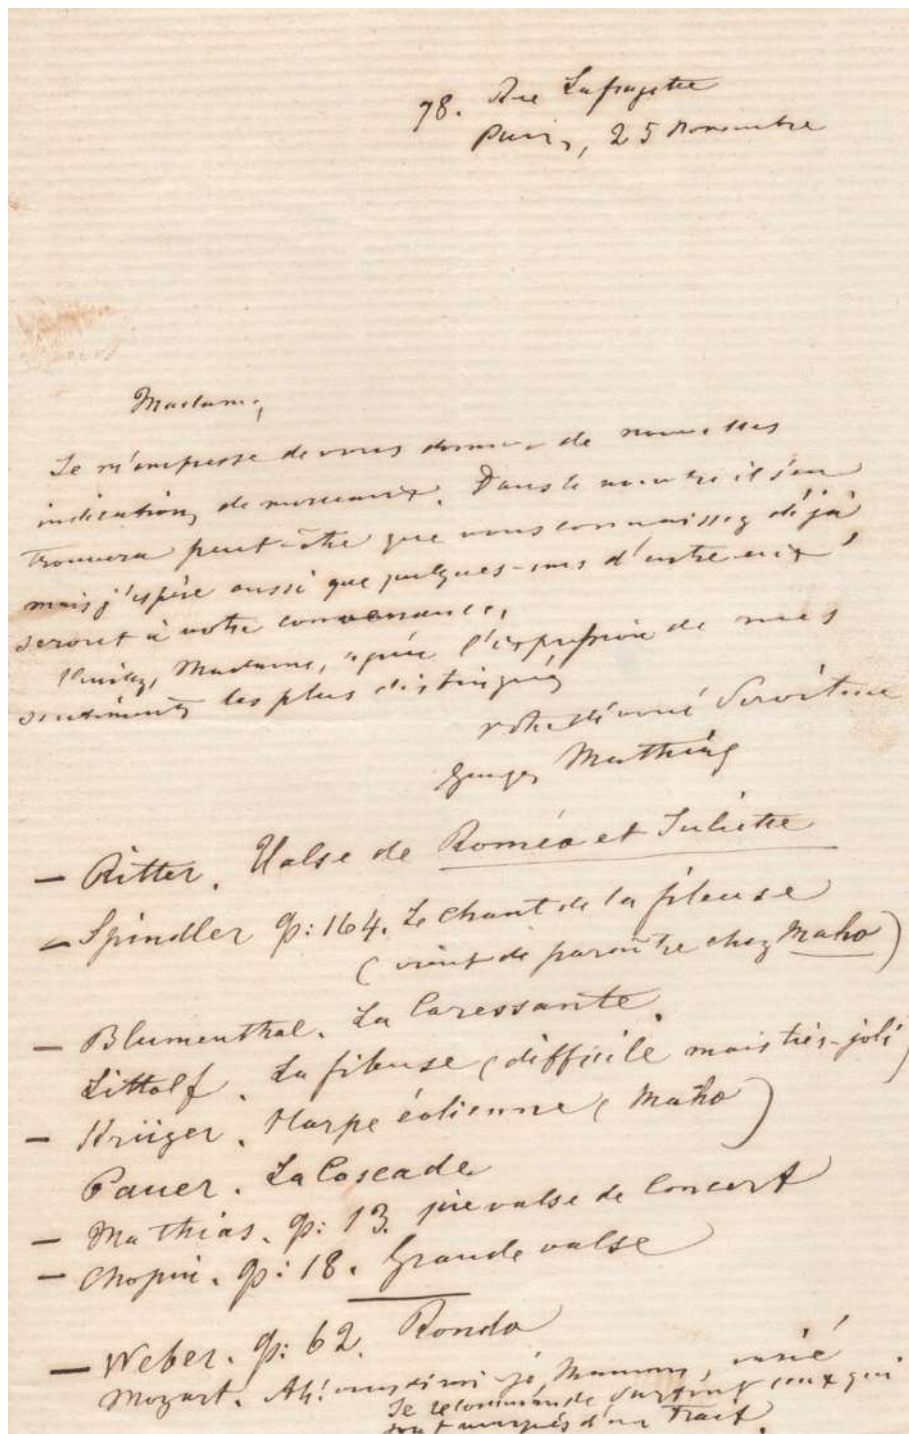 78. Rue Lafayette
Paris, 25 Novembre
Madame,
Je m'empresse de vous donner de nouvelles
indications de morceaux. Dans le nombre il s'en
trouvera peut-être que vous connaissez déjà
mais j'espère aussi que quelques-uns d'entre eux
seront à votre convenance.
Veuillez, Madame, agréer l'expression de mes
sentiments les plus distingués
votre dévoué Serviteur
Georges Mathias
- Ritter. Valse de Roméo et Juliette
- Spindler Op: 164. Le Chant de la fileuse
(vient de paraître chez Maho)
- Blumenthal. La Caressante.
Littolf. La fileuse (difficile mais très-joli)
- Krüger. Harpe éolienne (Maho)
Pauer. La Cascade
- Mathias. Op: 13. 1ère valse de Concert
- Chopin. Op: 18. Grande valse
- Weber. Op: 62. Rondo
Mozart. Ah! vous dirai-je, Maman, varié
Je recommande surtout ceux qui
sont marqués d'un Trait.